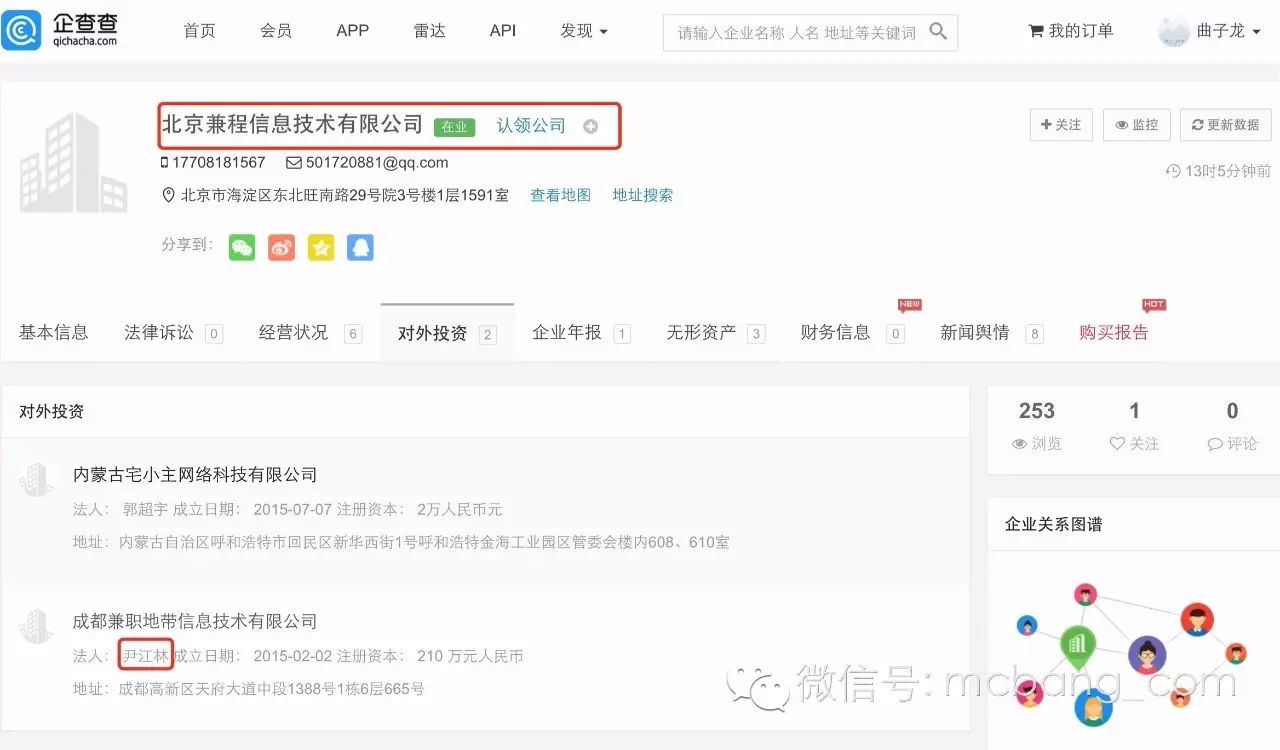 企查查
qichacha.com
首页 会员 APP 雷达 API 发现
请输入企业名称 人名 地址等关键词
我的订单 曲子龙
北京兼程信息技术有限公司 在业 认领公司
关注 监控 更新数据
17708181567 501720881@qq.com
13时5分钟前
北京市海淀区东北旺南路29号院3号楼1层1591室 查看地图 地址搜索
分享到：
基本信息 法律诉讼 0 经营状况 6 对外投资 2 企业年报 1 无形资产 3 财务信息 0 NEW 新闻舆情 8 购买报告 HOT
对外投资
253 1 0
浏览 关注 评论
内蒙古宅小主网络科技有限公司
法人： 郭超宇 成立日期： 2015-07-07 注册资本： 2万人民币元
地址：内蒙古自治区呼和浩特市回民区新华西街1号呼和浩特金海工业园区管委会楼内608、610室
企业关系图谱
成都兼职地带信息技术有限公司
法人： 尹江林 成立日期： 2015-02-02 注册资本： 210 万元人民币
地址：成都高新区天府大道中段1388号1栋6层665号
微信号: mcbang_com